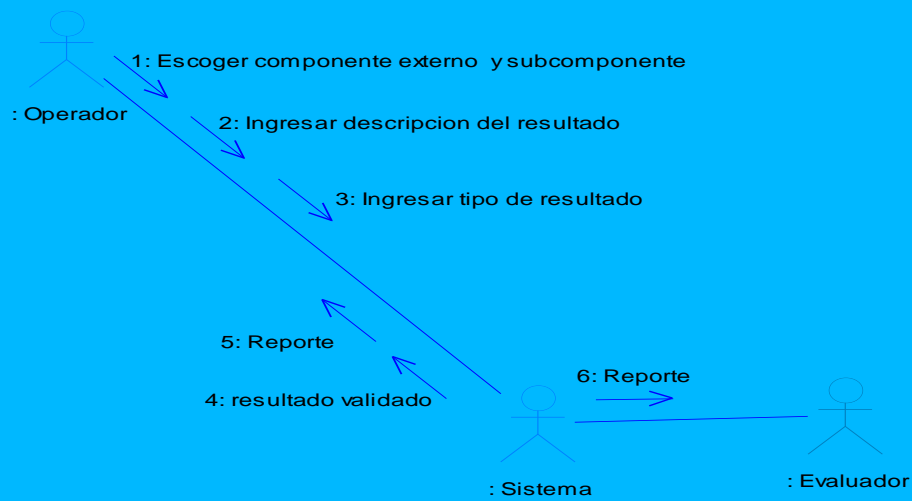 1: Escoger componente externo y subcomponente
: Operador
2: Ingresar descripcion del resultado
3: Ingresar tipo de resultado
5: Reporte
6: Reporte
4: resultado validado
: Sistema
: Evaluador